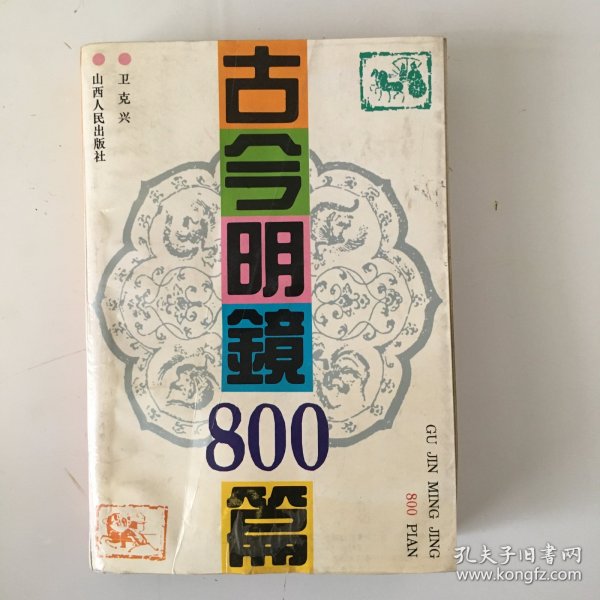 古今明鏡
800
篇
卫克兴
山西人民出版社
GU JIN MING JING
800 PIAN
孔夫子旧书网
www.kongfz.com